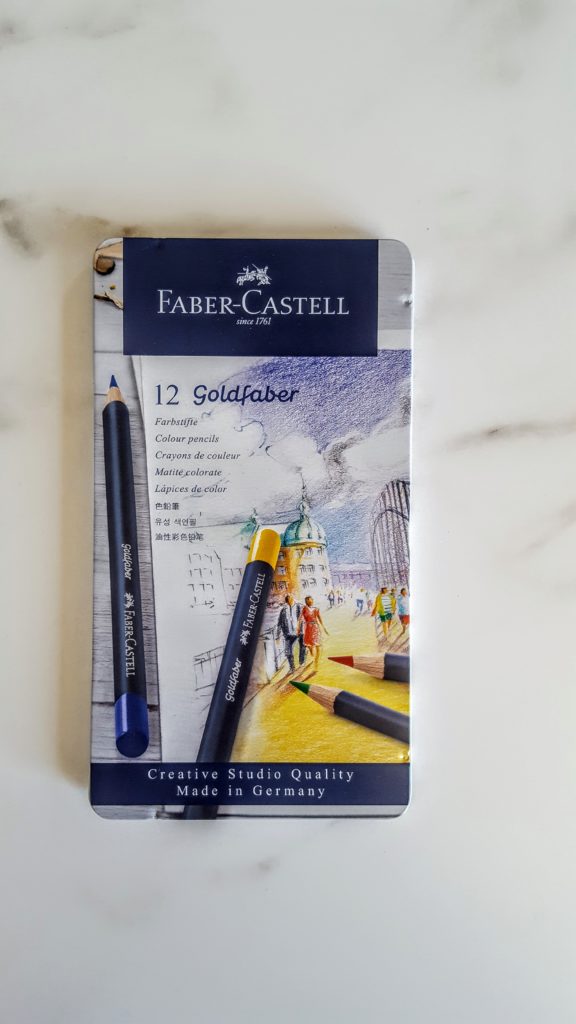 FABER-CASTELL
since 1761
12 Goldfaber
Farbstifte
Colour pencils
Crayons de couleur
Matite colorate
Lápices de color
色鉛筆
유성 색연필
油性彩色铅笔
Goldfaber FABER-CASTELL
Goldfaber FABER-CASTELL
Creative Studio Quality
Made in Germany